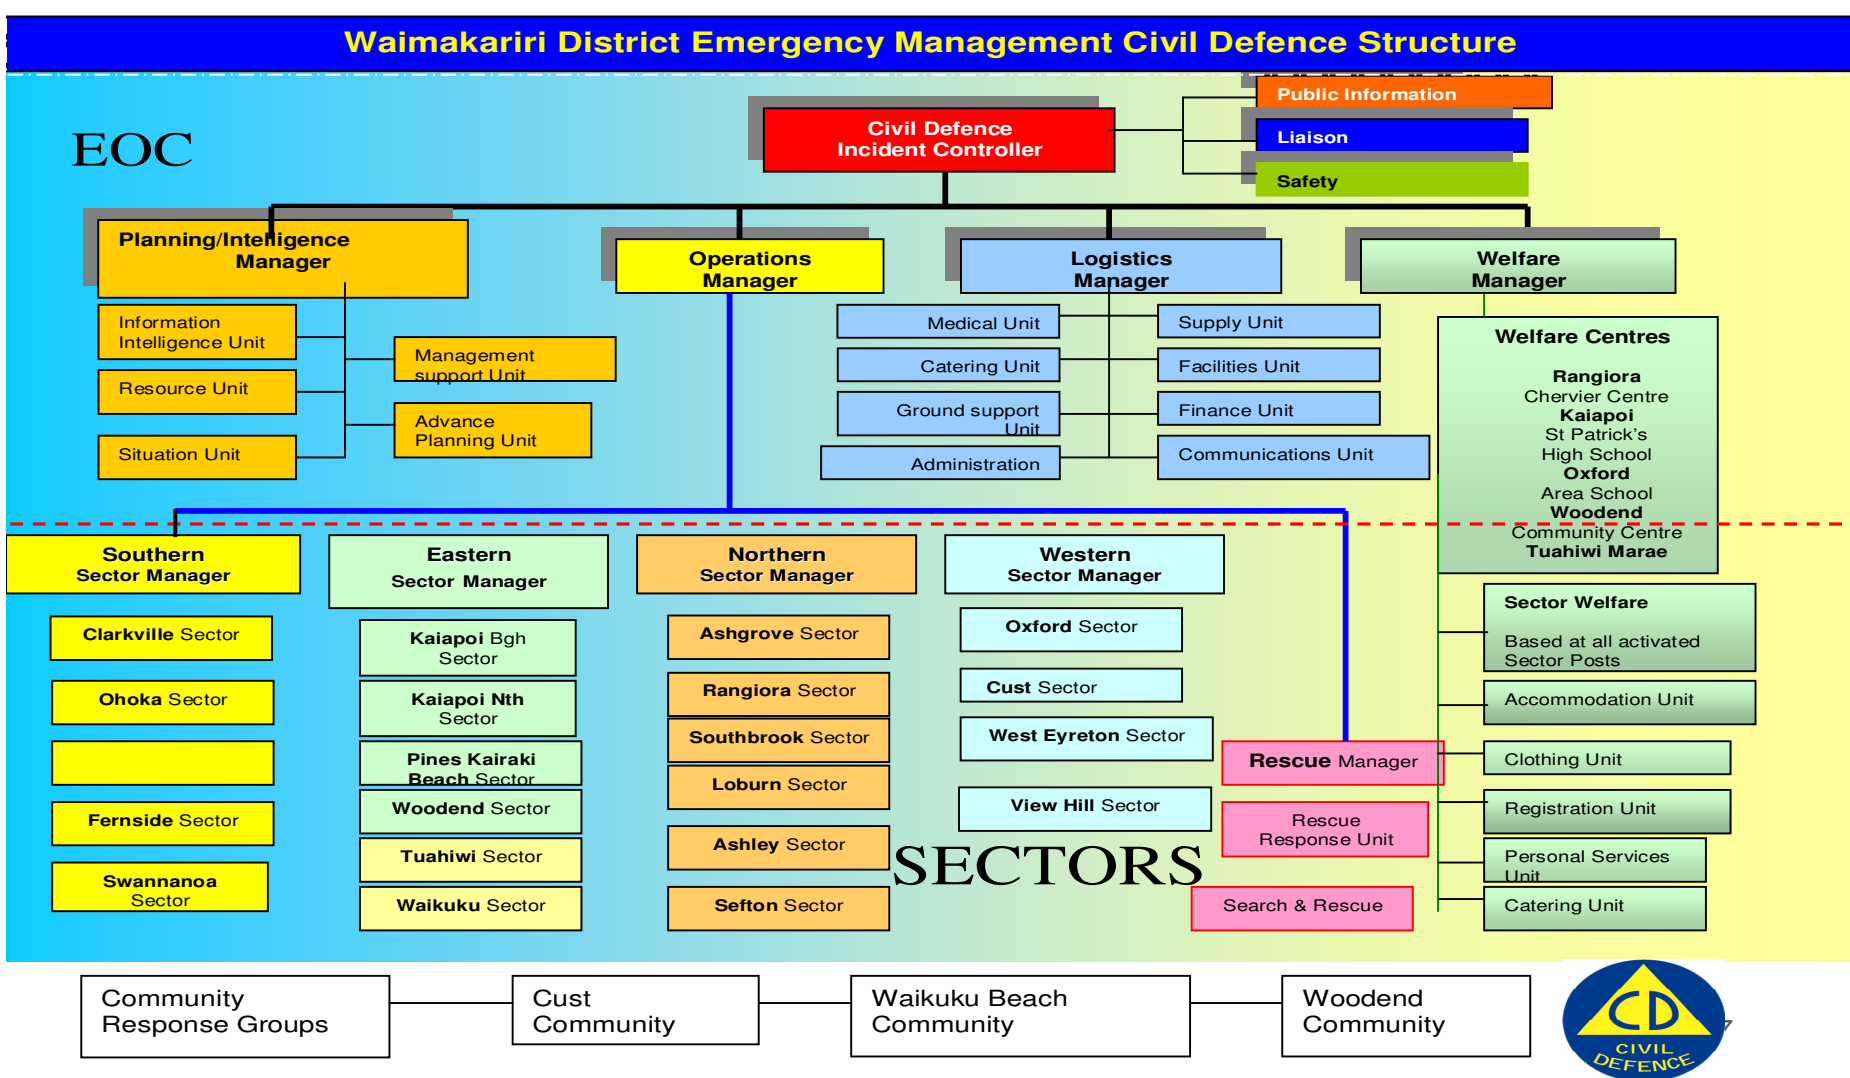 Waimakariri District Emergency Management Civil Defence Structure
EOC
Civil Defence
Incident Controller
Public Information
Liaison
Safety
Planning/Intelligence
Manager
Operations
Manager
Logistics
Manager
Welfare
Manager
Information
Intelligence Unit
Management
support Unit
Resource Unit
Advance
Planning Unit
Situation Unit
Medical Unit
Supply Unit
Catering Unit
Facilities Unit
Ground support
Unit
Finance Unit
Administration
Communications Unit
Welfare Centres
Rangiora
Chervier Centre
Kaiapoi
St Patrick's
High School
Oxford
Area School
Woodend
Community Centre
Tuahiwi Marae
Southern
Sector Manager
Clarkville Sector
Ohoka Sector
Fernside Sector
Swannanoa
Sector
Eastern
Sector Manager
Kaiapoi Bgh
Sector
Kaiapoi Nth
Sector
Pines Kairaki
Beach Sector
Woodend Sector
Tuahiwi Sector
Waikuku Sector
Northern
Sector Manager
Ashgrove Sector
Rangiora Sector
Southbrook Sector
Loburn Sector
Ashley Sector
Sefton Sector
Western
Sector Manager
Oxford Sector
Cust Sector
West Eyreton Sector
View Hill Sector
SECTORS
Rescue Manager
Rescue
Response Unit
Search & Rescue
Sector Welfare
Based at all activated
Sector Posts
Accommodation Unit
Clothing Unit
Registration Unit
Personal Services
Unit
Catering Unit
Community
Response Groups
Cust
Community
Waikuku Beach
Community
Woodend
Community
CD
CIVIL
DEFENCE
7